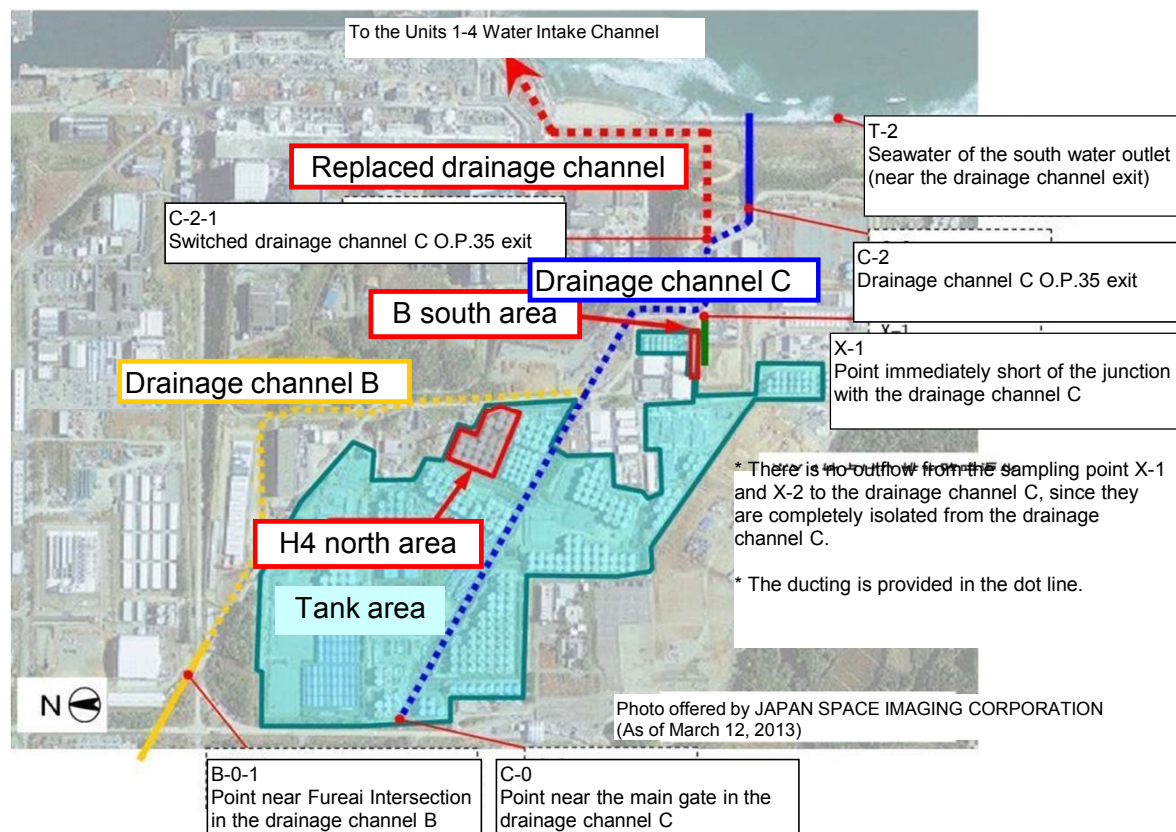 To the Units 1-4 Water Intake Channel
T-2
Seawater of the south water outlet
(near the drainage channel exit)
Replaced drainage channel
C-2-1
Switched drainage channel C O.P.35 exit
C-2
Drainage channel C O.P.35 exit
Drainage channel C
B south area
X-1
Point immediately short of the junction
with the drainage channel C
Drainage channel B
* There is no outflow from the sampling point X-1
and X-2 to the drainage channel C, since they
are completely isolated from the drainage
channel C.
* The ducting is provided in the dot line.
H4 north area
Tank area
N
Photo offered by JAPAN SPACE IMAGING CORPORATION
(As of March 12, 2013)
B-0-1
Point near Fureai Intersection
in the drainage channel B
C-0
Point near the main gate in the
drainage channel C